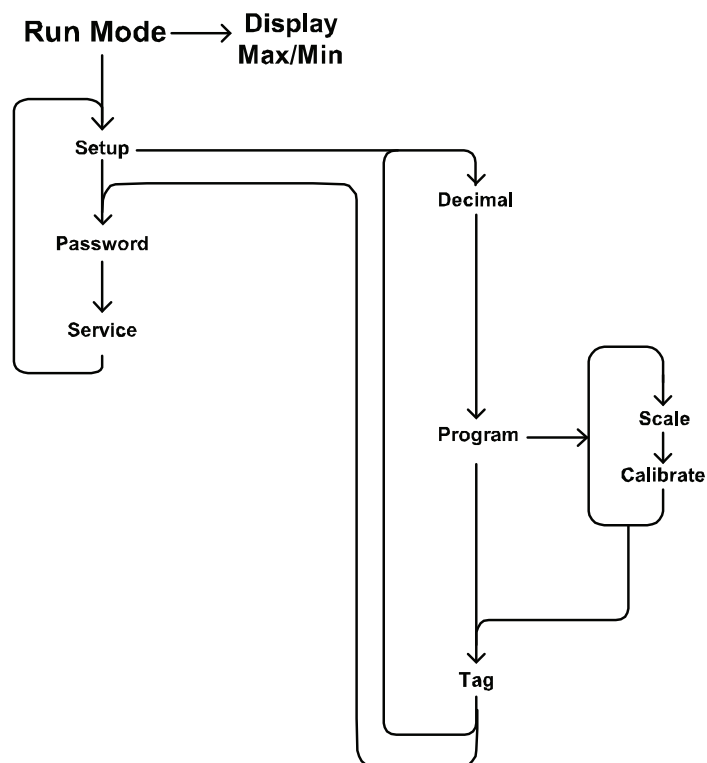 Run Mode
Display
Max/Min
Setup
Decimal
Password
Service
Program
Scale
Calibrate
Tag